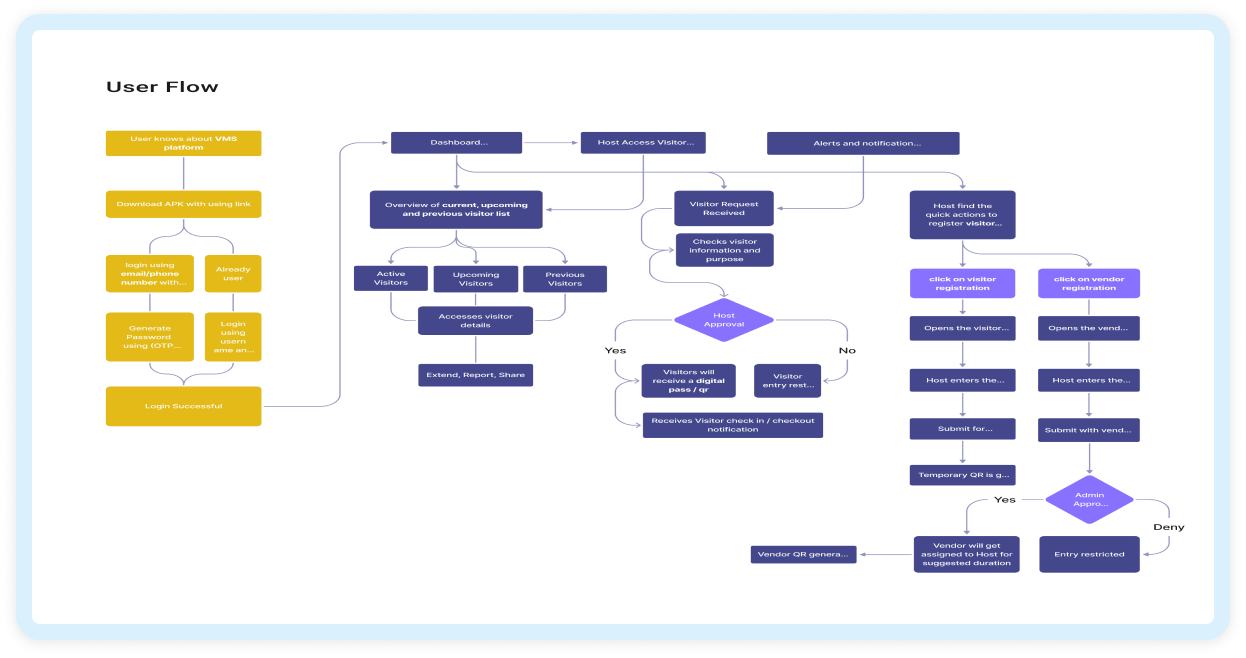 User Flow
User knows about VMS
platform
Download APK with using link
login using
email/phone
number with...
Already
user
Generate
Password
using (OTP...
Login
using
usern
ame an...
Login Successful
Dashboard...
Host Access Visitor...
Alerts and notification...
Overview of current, upcoming
and previous visitor list
Active
Visitors
Upcoming
Visitors
Previous
Visitors
Accesses visitor
details
Extend, Report, Share
Visitor Request
Received
Checks visitor
information and
purpose
Host
Approval
Yes
No
Visitors will
receive a digital
pass / qr
Visitor
entry rest...
Receives Visitor check in / checkout
notification
Host find the
quick actions to
register visitor...
click on visitor
registration
click on vendor
registration
Opens the visitor...
Opens the vend...
Host enters the...
Host enters the...
Submit for...
Submit with vend...
Temporary QR is g...
Admin
Appro...
Yes
Deny
Vendor will get
assigned to Host for
suggested duration
Entry restricted
Vendor QR genera...